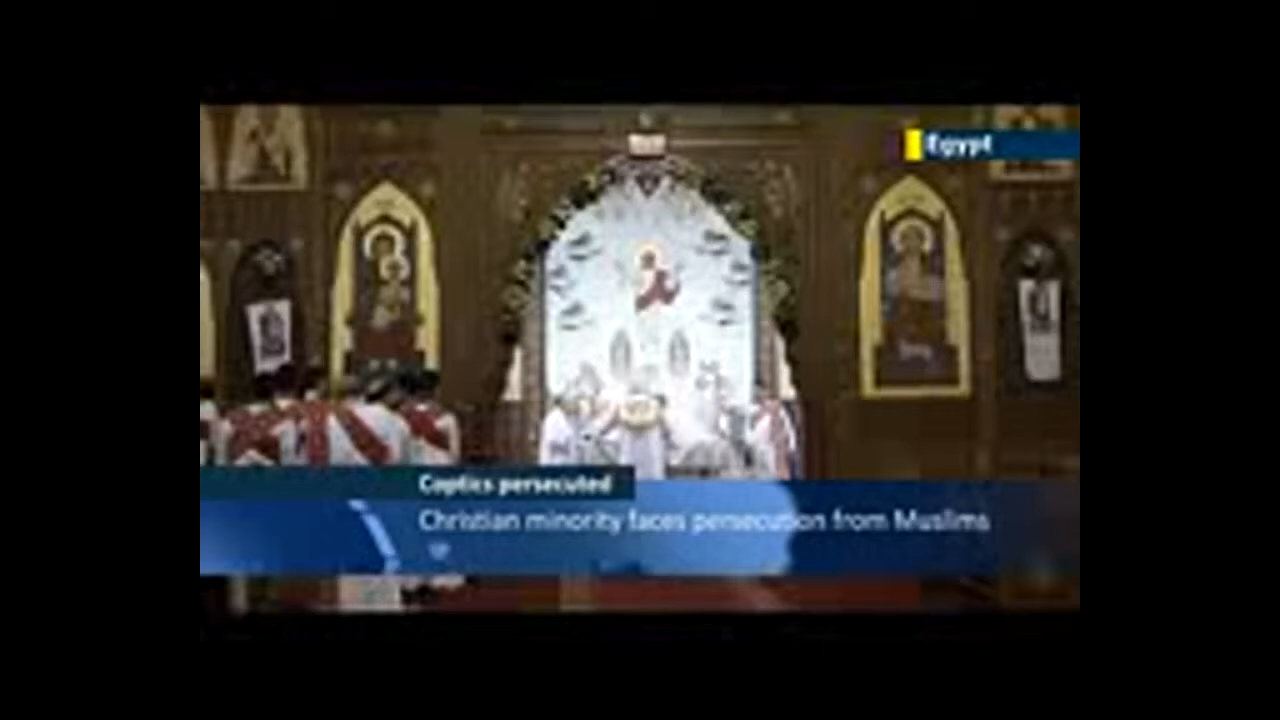 Egypt
Coptics persecuted
Christian minority faces persecution from Muslims